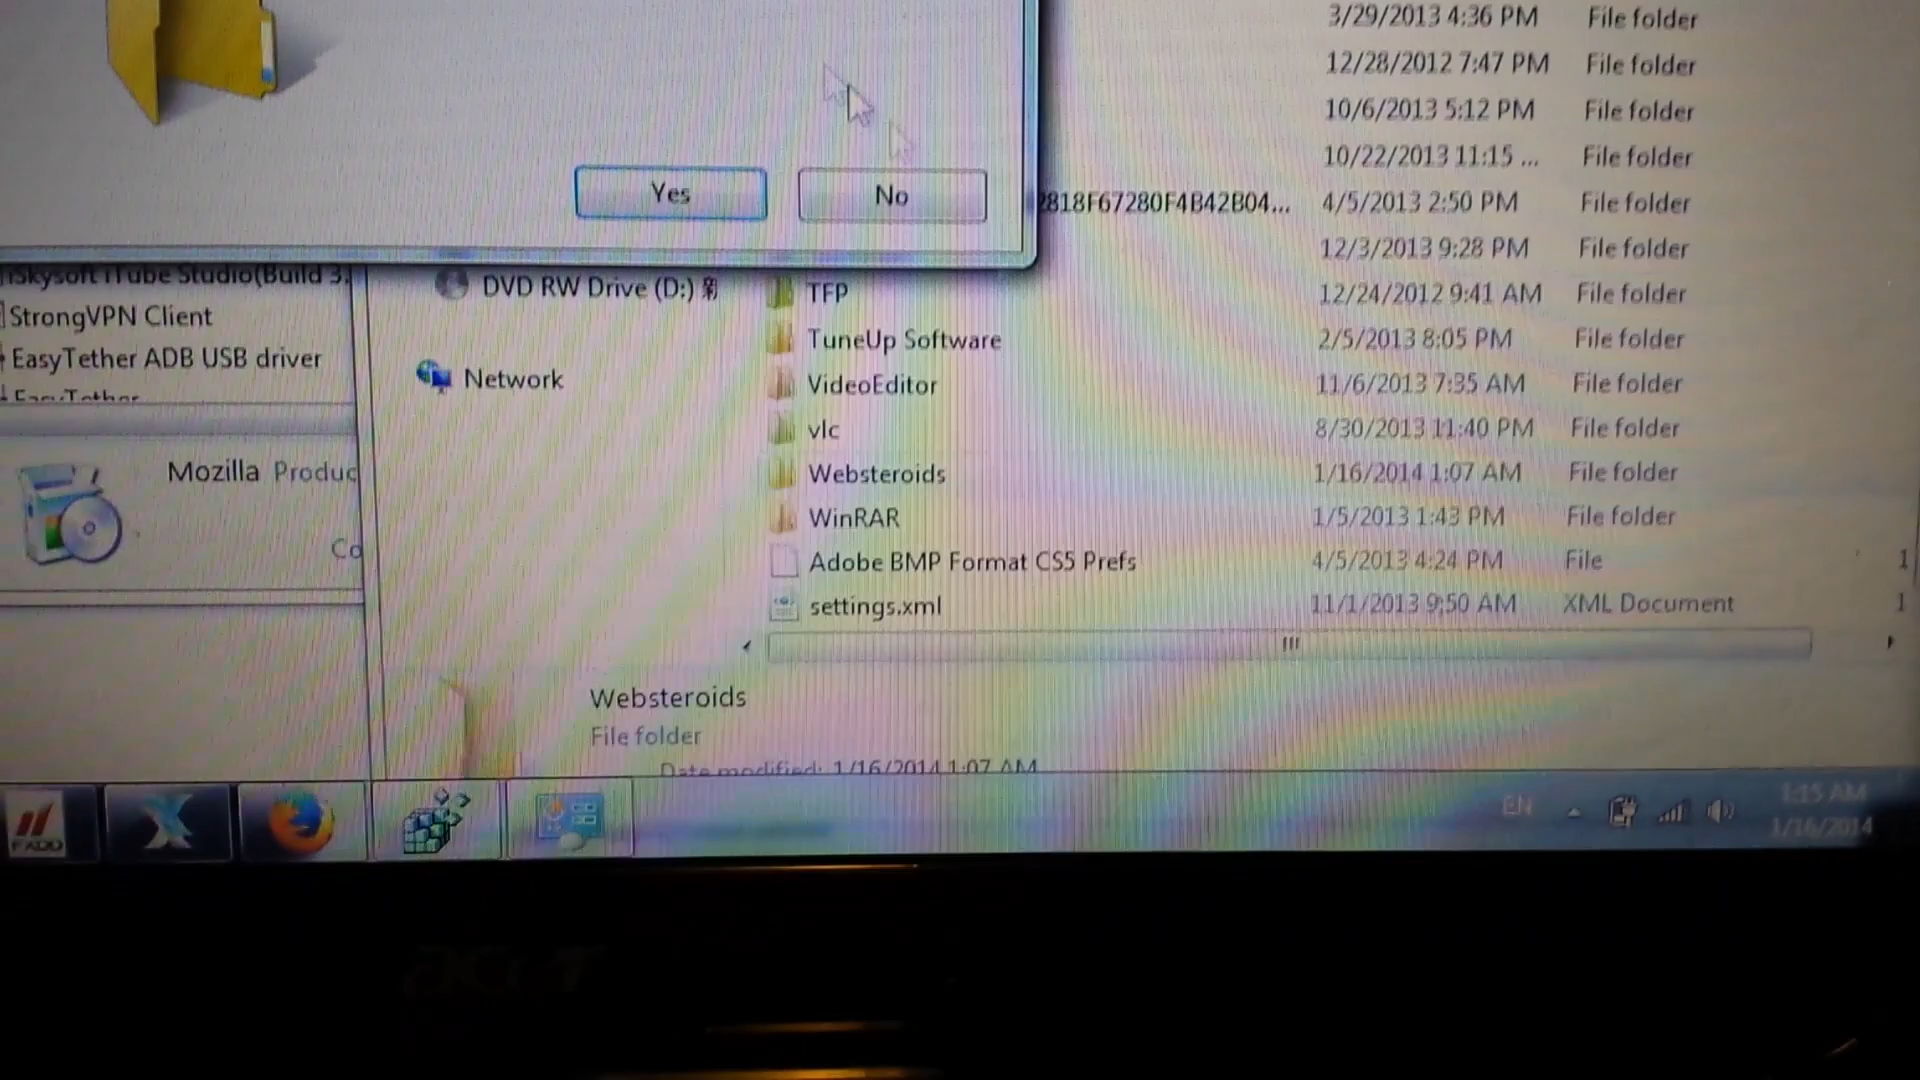 3/29/2013 4:36 PM File folder
12/28/2012 7:47 PM File folder
10/6/2013 5:12 PM File folder
10/22/2013 11:15 ... File folder
Yes No 2818F67280F4B42B04... 4/5/2013 2:50 PM File folder
12/3/2013 9:28 PM File folder
iSkysoft iTube Studio(Build 3.
StrongVPN Client
EasyTether ADB USB driver
EasyTether
Mozilla Produc
Co
DVD RW Drive (D:)
Network
TFP 12/24/2012 9:41 AM File folder
TuneUp Software 2/5/2013 8:05 PM File folder
VideoEditor 11/6/2013 7:35 AM File folder
vlc 8/30/2013 11:40 PM File folder
Websteroids 1/16/2014 1:07 AM File folder
WinRAR 1/5/2013 1:43 PM File folder
Adobe BMP Format CS5 Prefs 4/5/2013 4:24 PM File 1
settings.xml 11/1/2013 9:50 AM XML Document 1
Websteroids
File folder
Date modified: 1/16/2014 1:07 AM
EN
1:15 AM
1/16/2014
acer